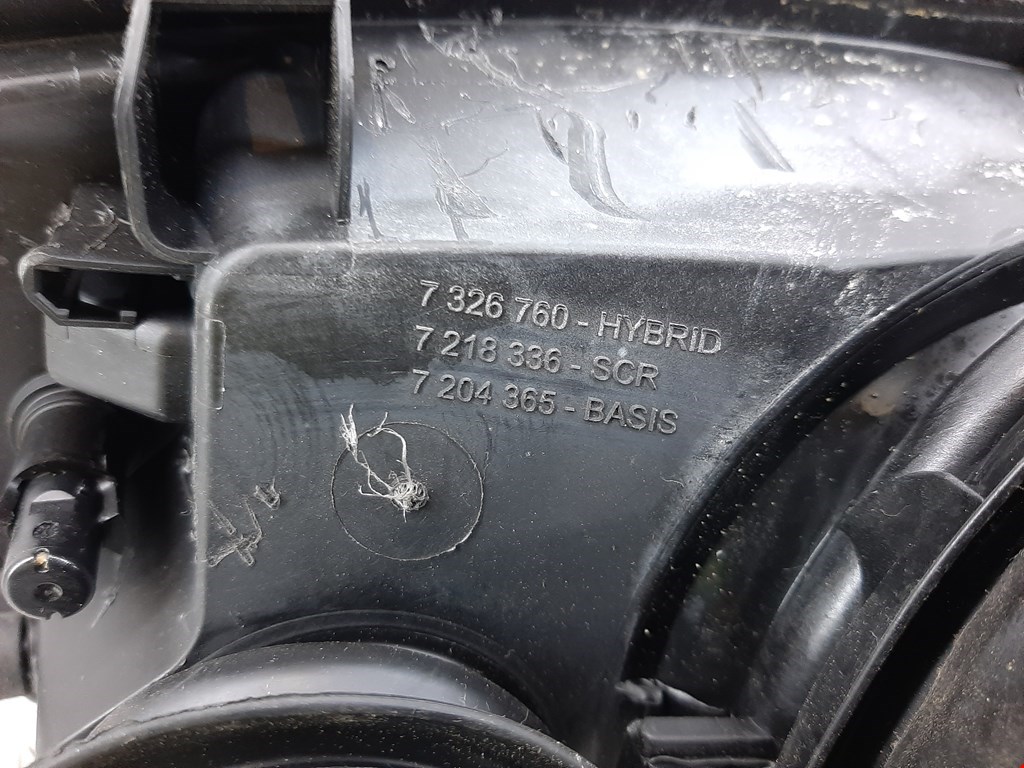 7 326 760 - HYBRID
7 218 336 - SCR
7 204 365 - BASIS